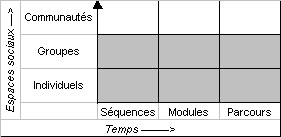 Espaces sociaux —>
Communautés
Groupes
Individuels
Séquences Modules Parcours
Temps ——>